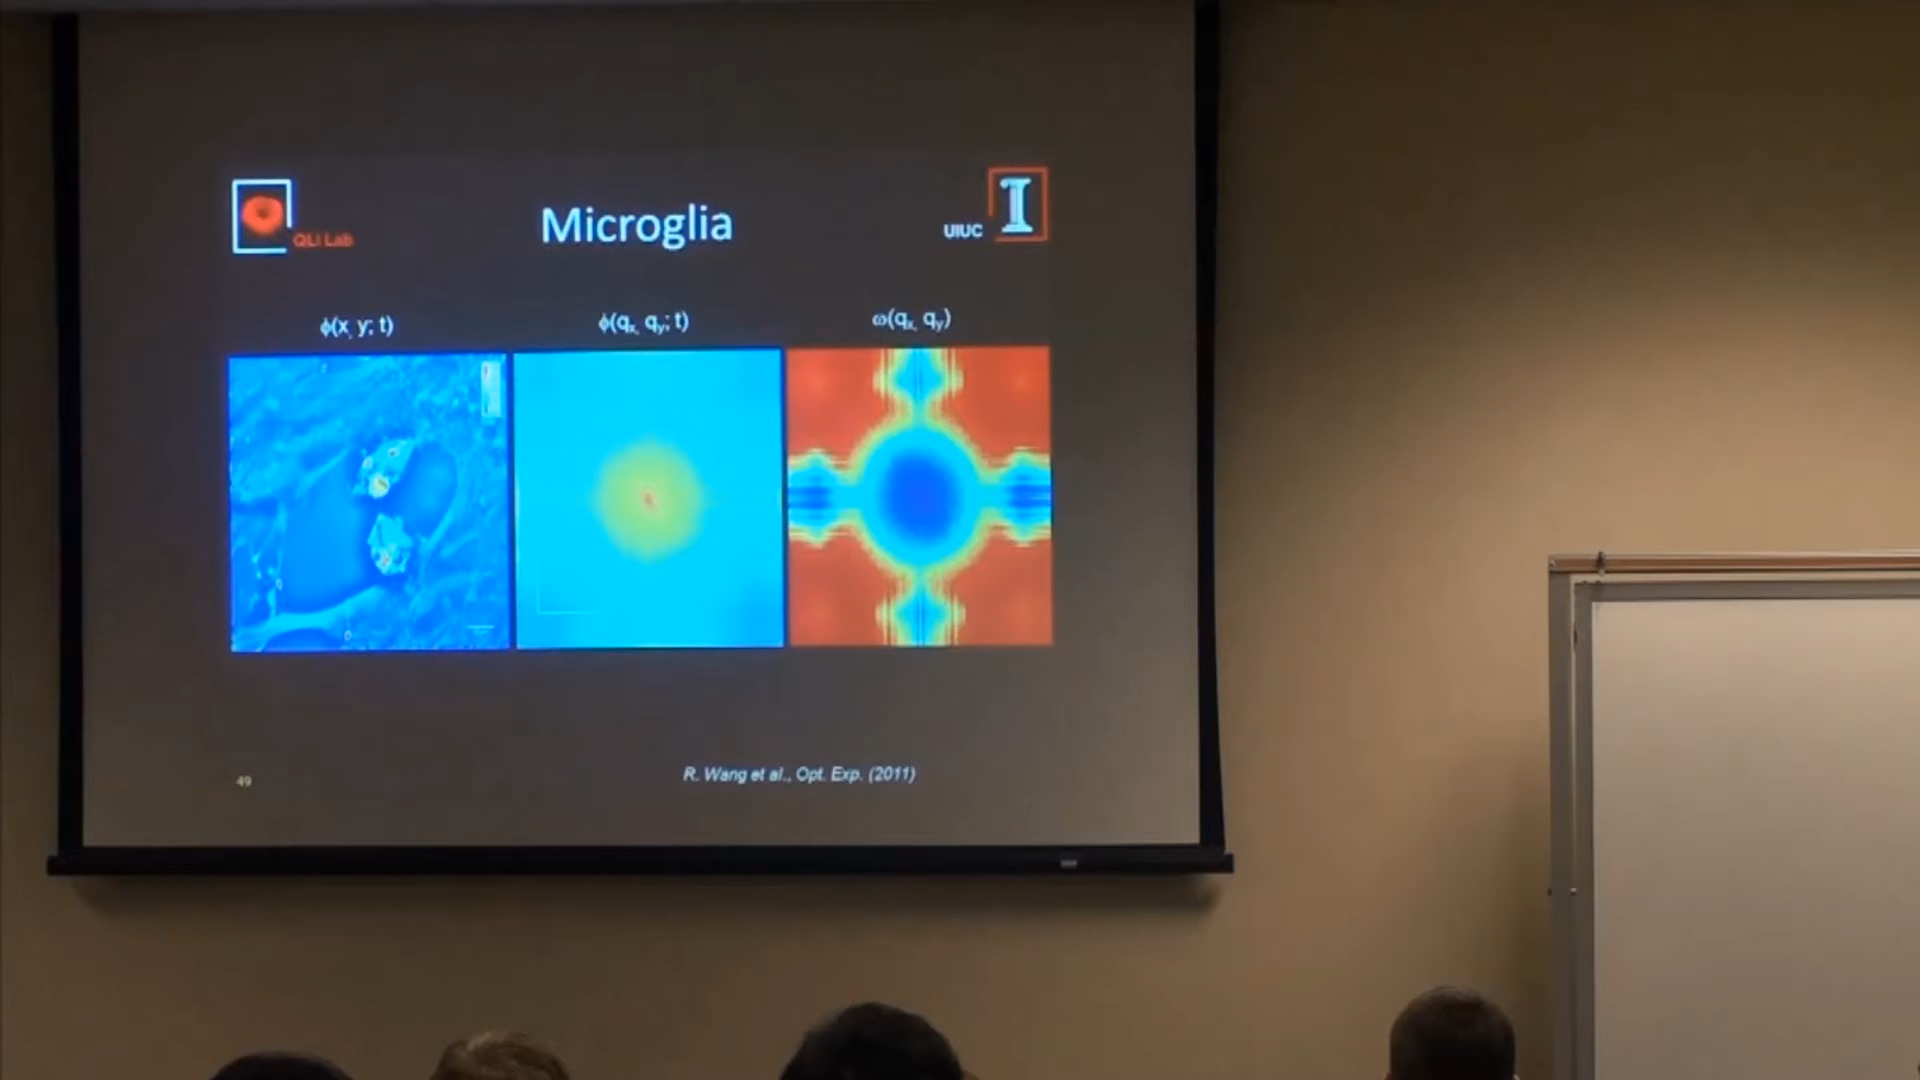 QLI Lab
Microglia
UIUC
I
ϕ(x, y; t)
ϕ(qx, qy; t)
ω(qx, qy)
49
R. Wang et al., Opt. Exp. (2011)